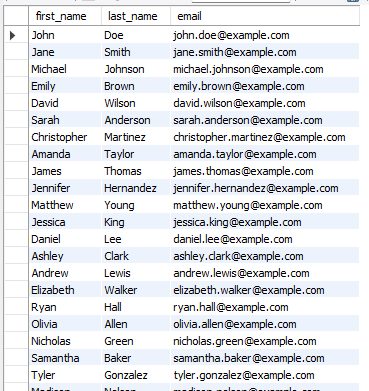 first_name last_name email
John Doe john.doe@example.com
Jane Smith jane.smith@example.com
Michael Johnson michael.johnson@example.com
Emily Brown emily.brown@example.com
David Wilson david.wilson@example.com
Sarah Anderson sarah.anderson@example.com
Christopher Martinez christopher.martinez@example.com
Amanda Taylor amanda.taylor@example.com
James Thomas james.thomas@example.com
Jennifer Hernandez jennifer.hernandez@example.com
Matthew Young matthew.young@example.com
Jessica King jessica.king@example.com
Daniel Lee daniel.lee@example.com
Ashley Clark ashley.clark@example.com
Andrew Lewis andrew.lewis@example.com
Elizabeth Walker elizabeth.walker@example.com
Ryan Hall ryan.hall@example.com
Olivia Allen olivia.allen@example.com
Nicholas Green nicholas.green@example.com
Samantha Baker samantha.baker@example.com
Tyler Gonzalez tyler.gonzalez@example.com